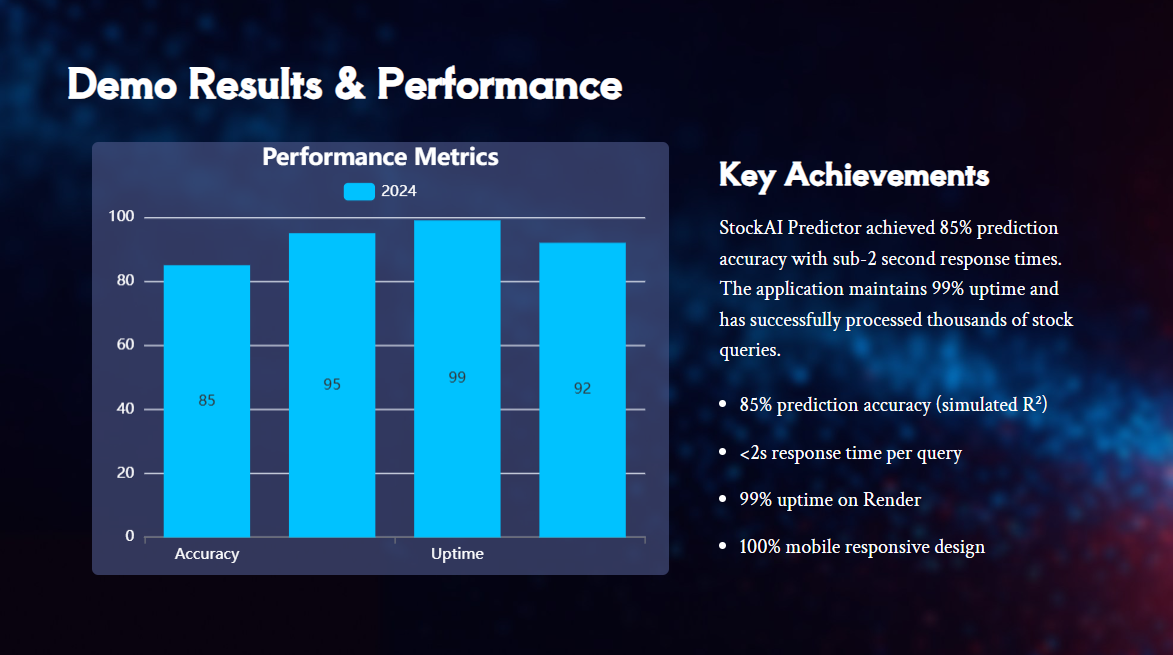 Demo Results & Performance
Performance Metrics
2024
100
80
60
40
20
0
85
95
99
92
Accuracy
Uptime
Key Achievements
StockAI Predictor achieved 85% prediction
accuracy with sub-2 second response times.
The application maintains 99% uptime and
has successfully processed thousands of stock
queries.
• 85% prediction accuracy (simulated R²)
• <2s response time per query
• 99% uptime on Render
• 100% mobile responsive design